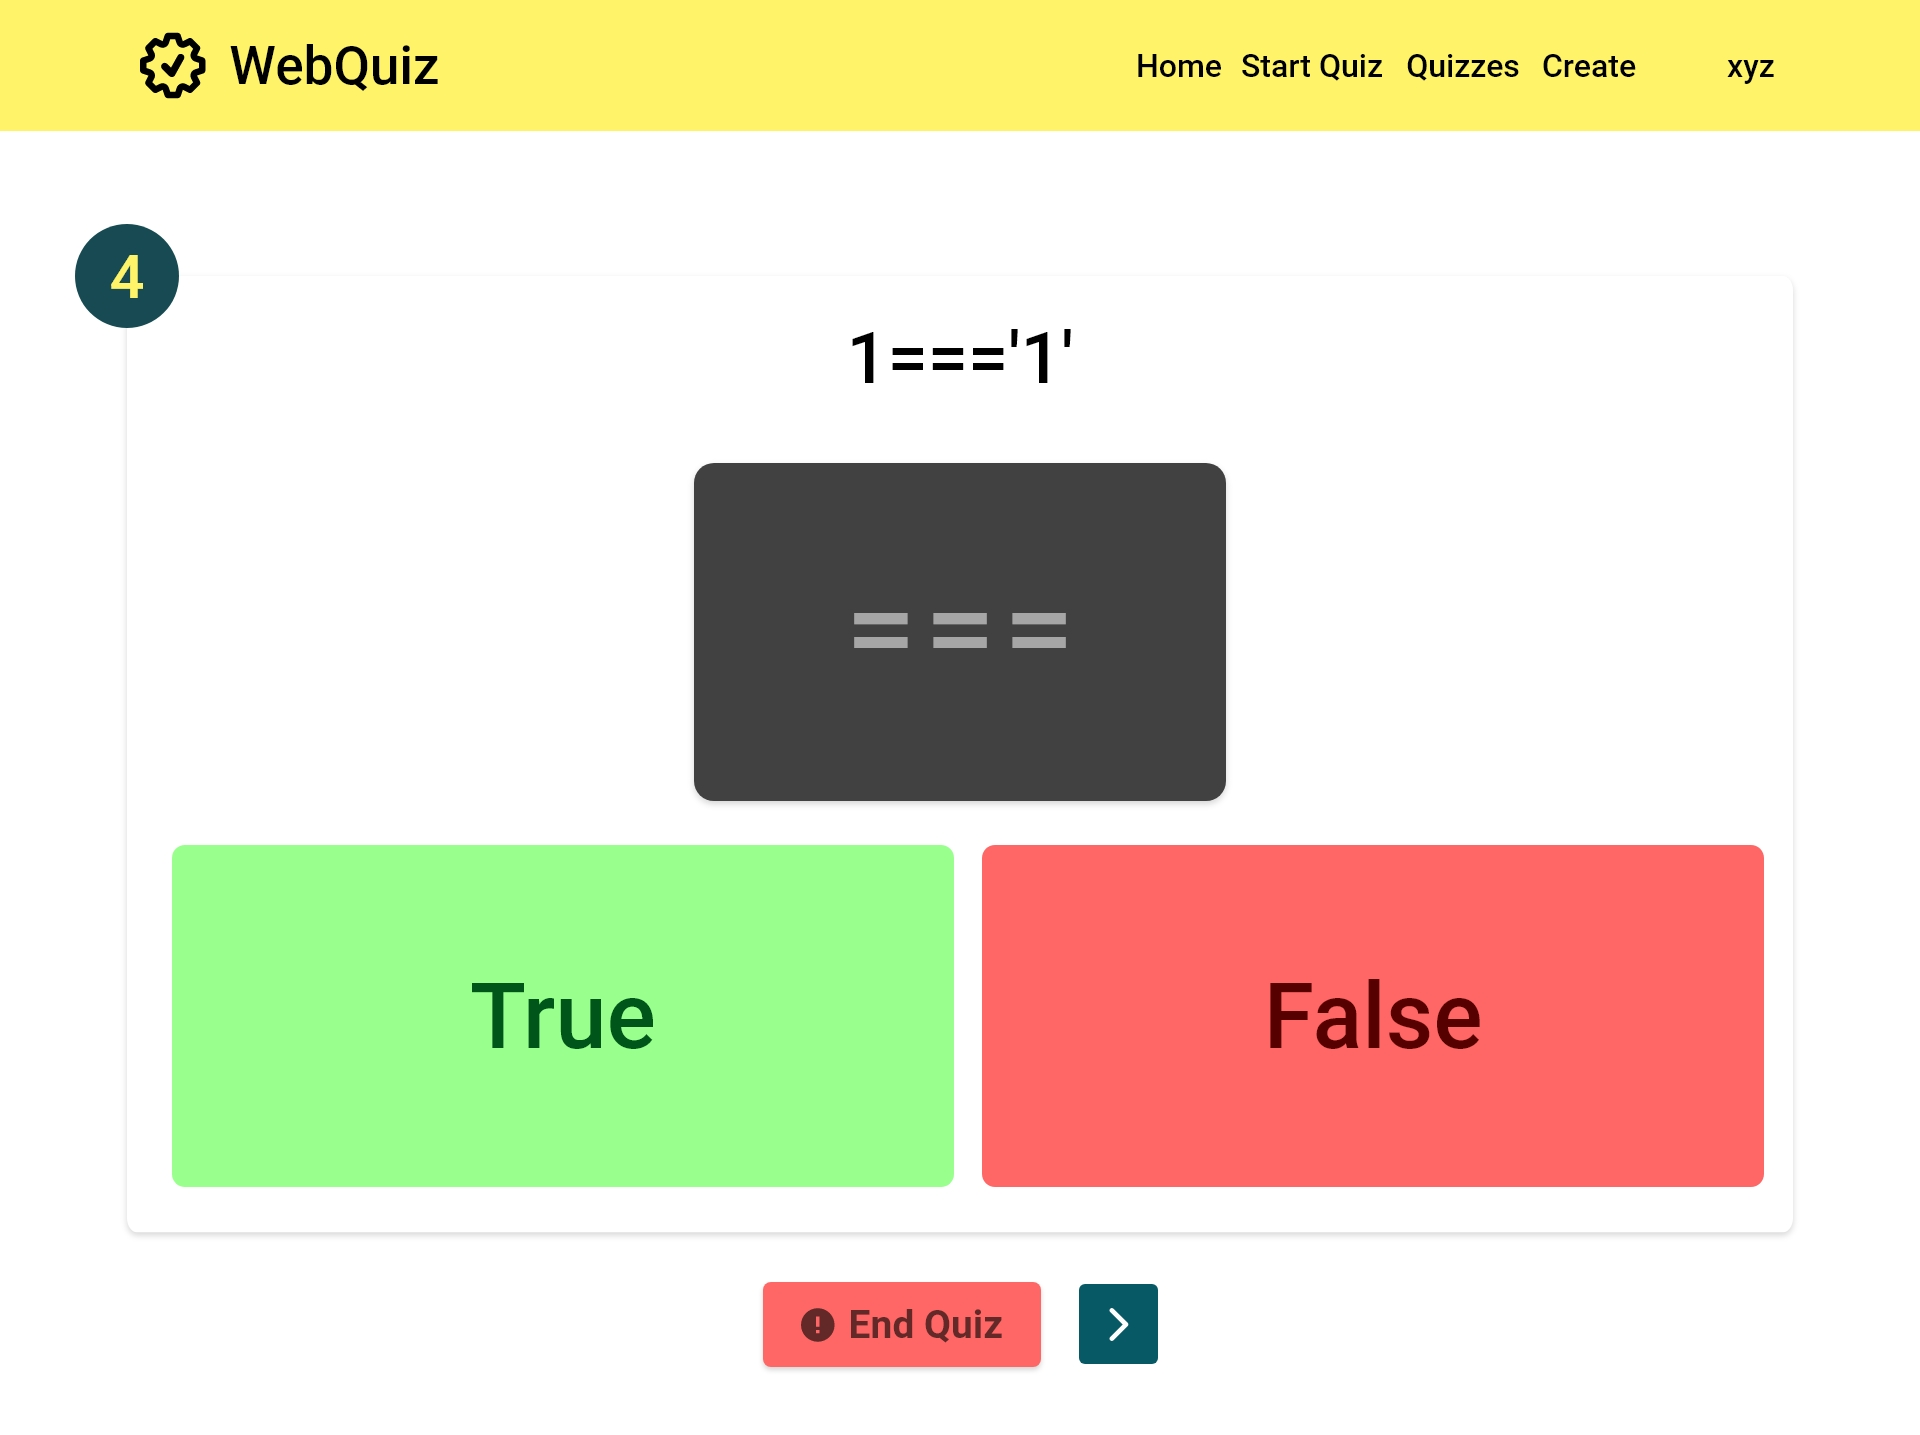 WebQuiz
Home Start Quiz Quizzes Create xyz
4
1==='1'
===
True
False
End Quiz